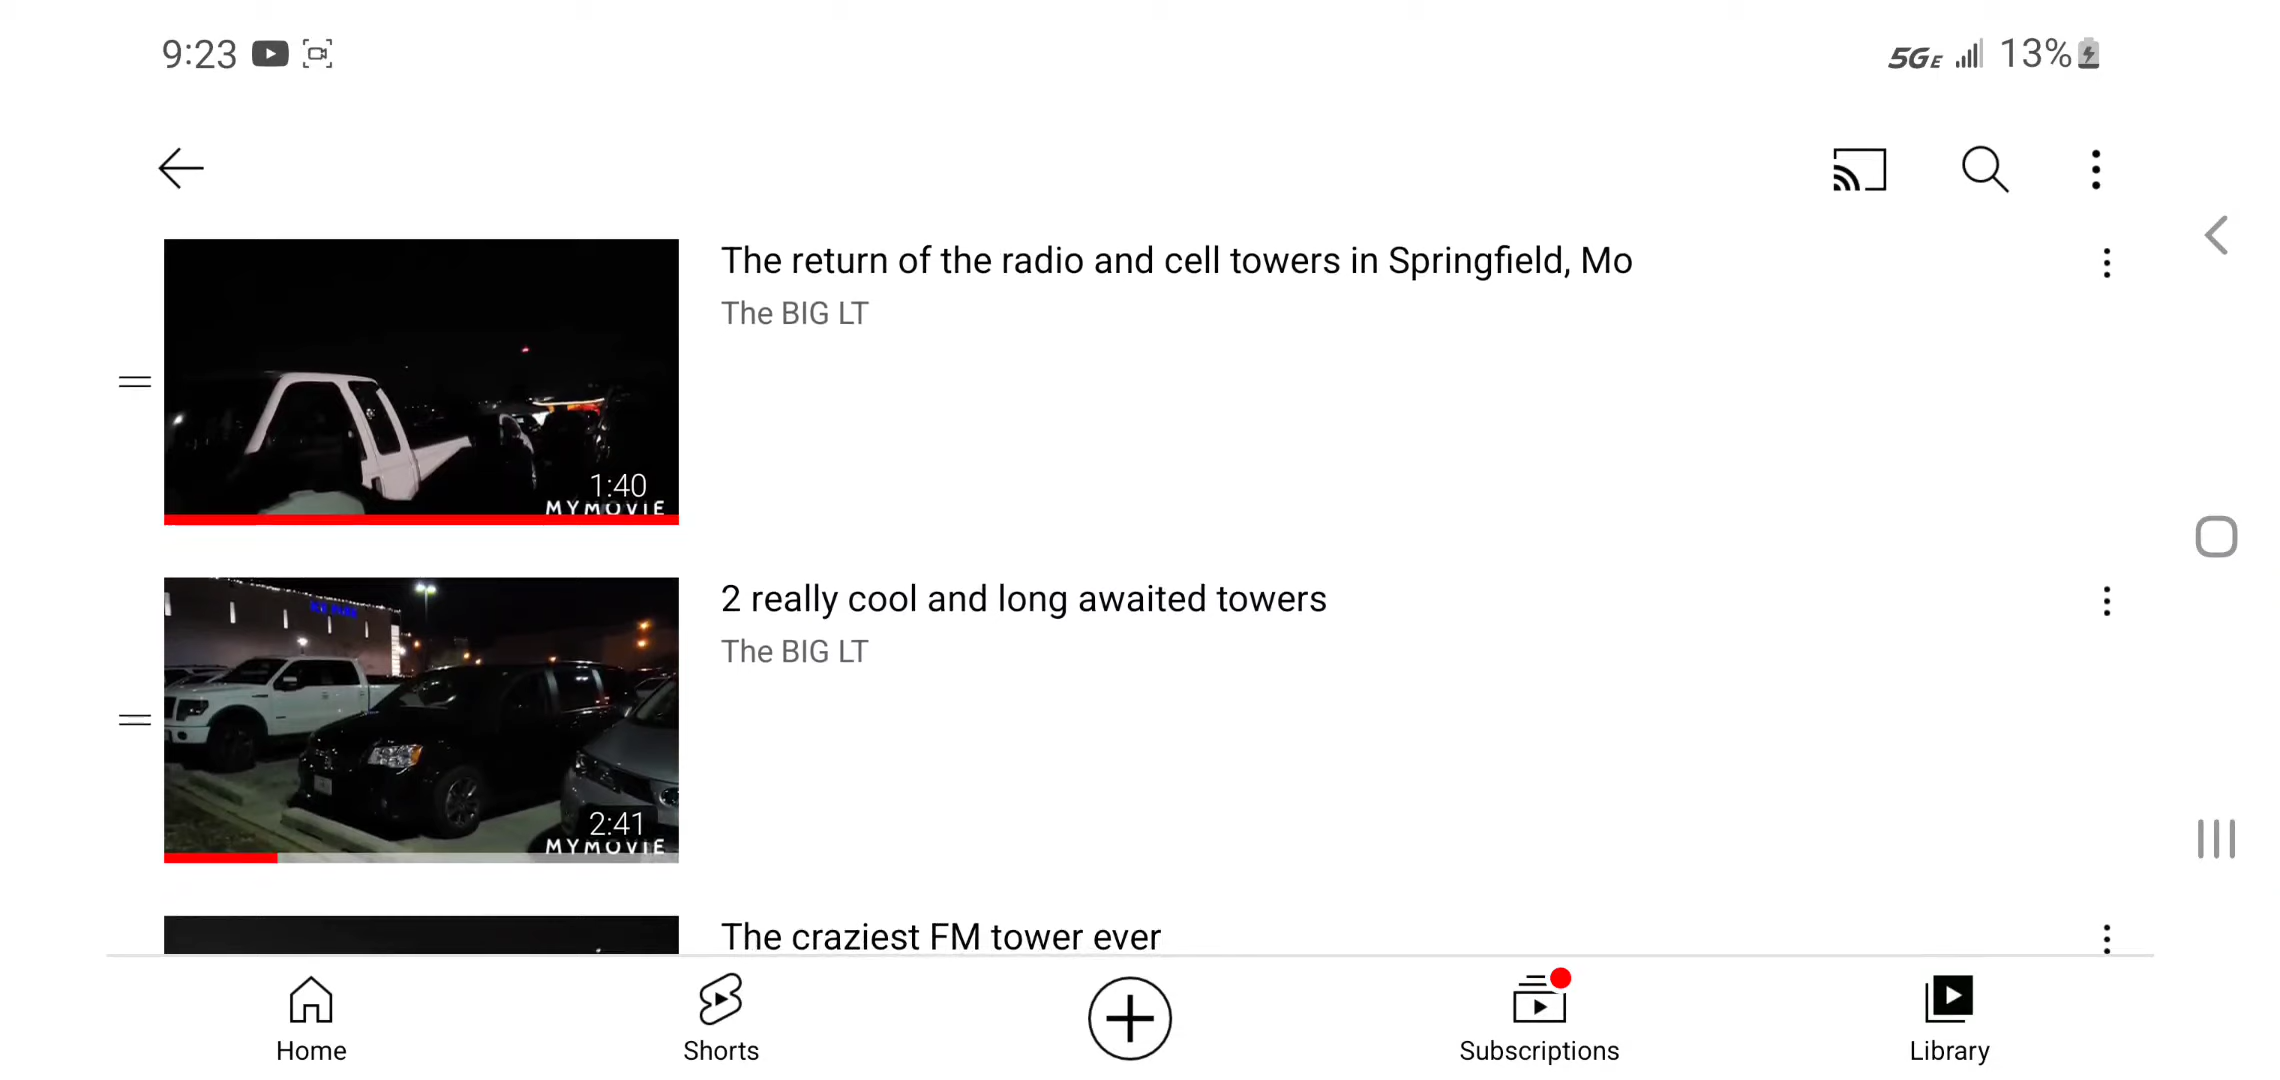 9:23
5GE 13%
The return of the radio and cell towers in Springfield, Mo
The BIG LT
1:40
MYMOVIE
2 really cool and long awaited towers
The BIG LT
2:41
MYMOVIE
The craziest FM tower ever
Home
Shorts
Subscriptions
Library